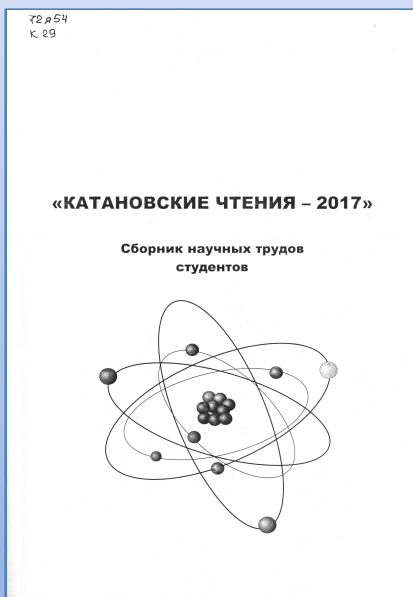 72я54
К 29
«КАТАНОВСКИЕ ЧТЕНИЯ – 2017»
Сборник научных трудов
студентов